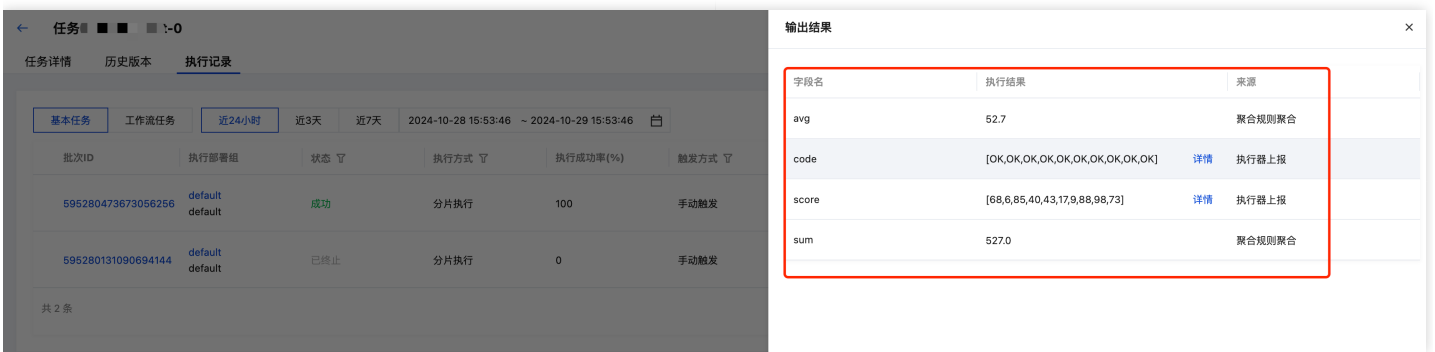 ← 任务 -0
任务详情 历史版本 执行记录
基本任务 工作流任务 近24小时 近3天 近7天 2024-10-28 15:53:46 ~ 2024-10-29 15:53:46
批次ID 执行部署组 状态 执行方式 执行成功率(%) 触发方式
595280473673056256 default 成功 分片执行 100 手动触发
default
595280131090694144 default 已终止 分片执行 0 手动触发
default
共 2 条
输出结果 ×
字段名 执行结果 来源
avg 52.7 聚合规则聚合
code [OK,OK,OK,OK,OK,OK,OK,OK,OK,OK] 详情 执行器上报
score [68,6,85,40,43,17,9,88,98,73] 详情 执行器上报
sum 527.0 聚合规则聚合